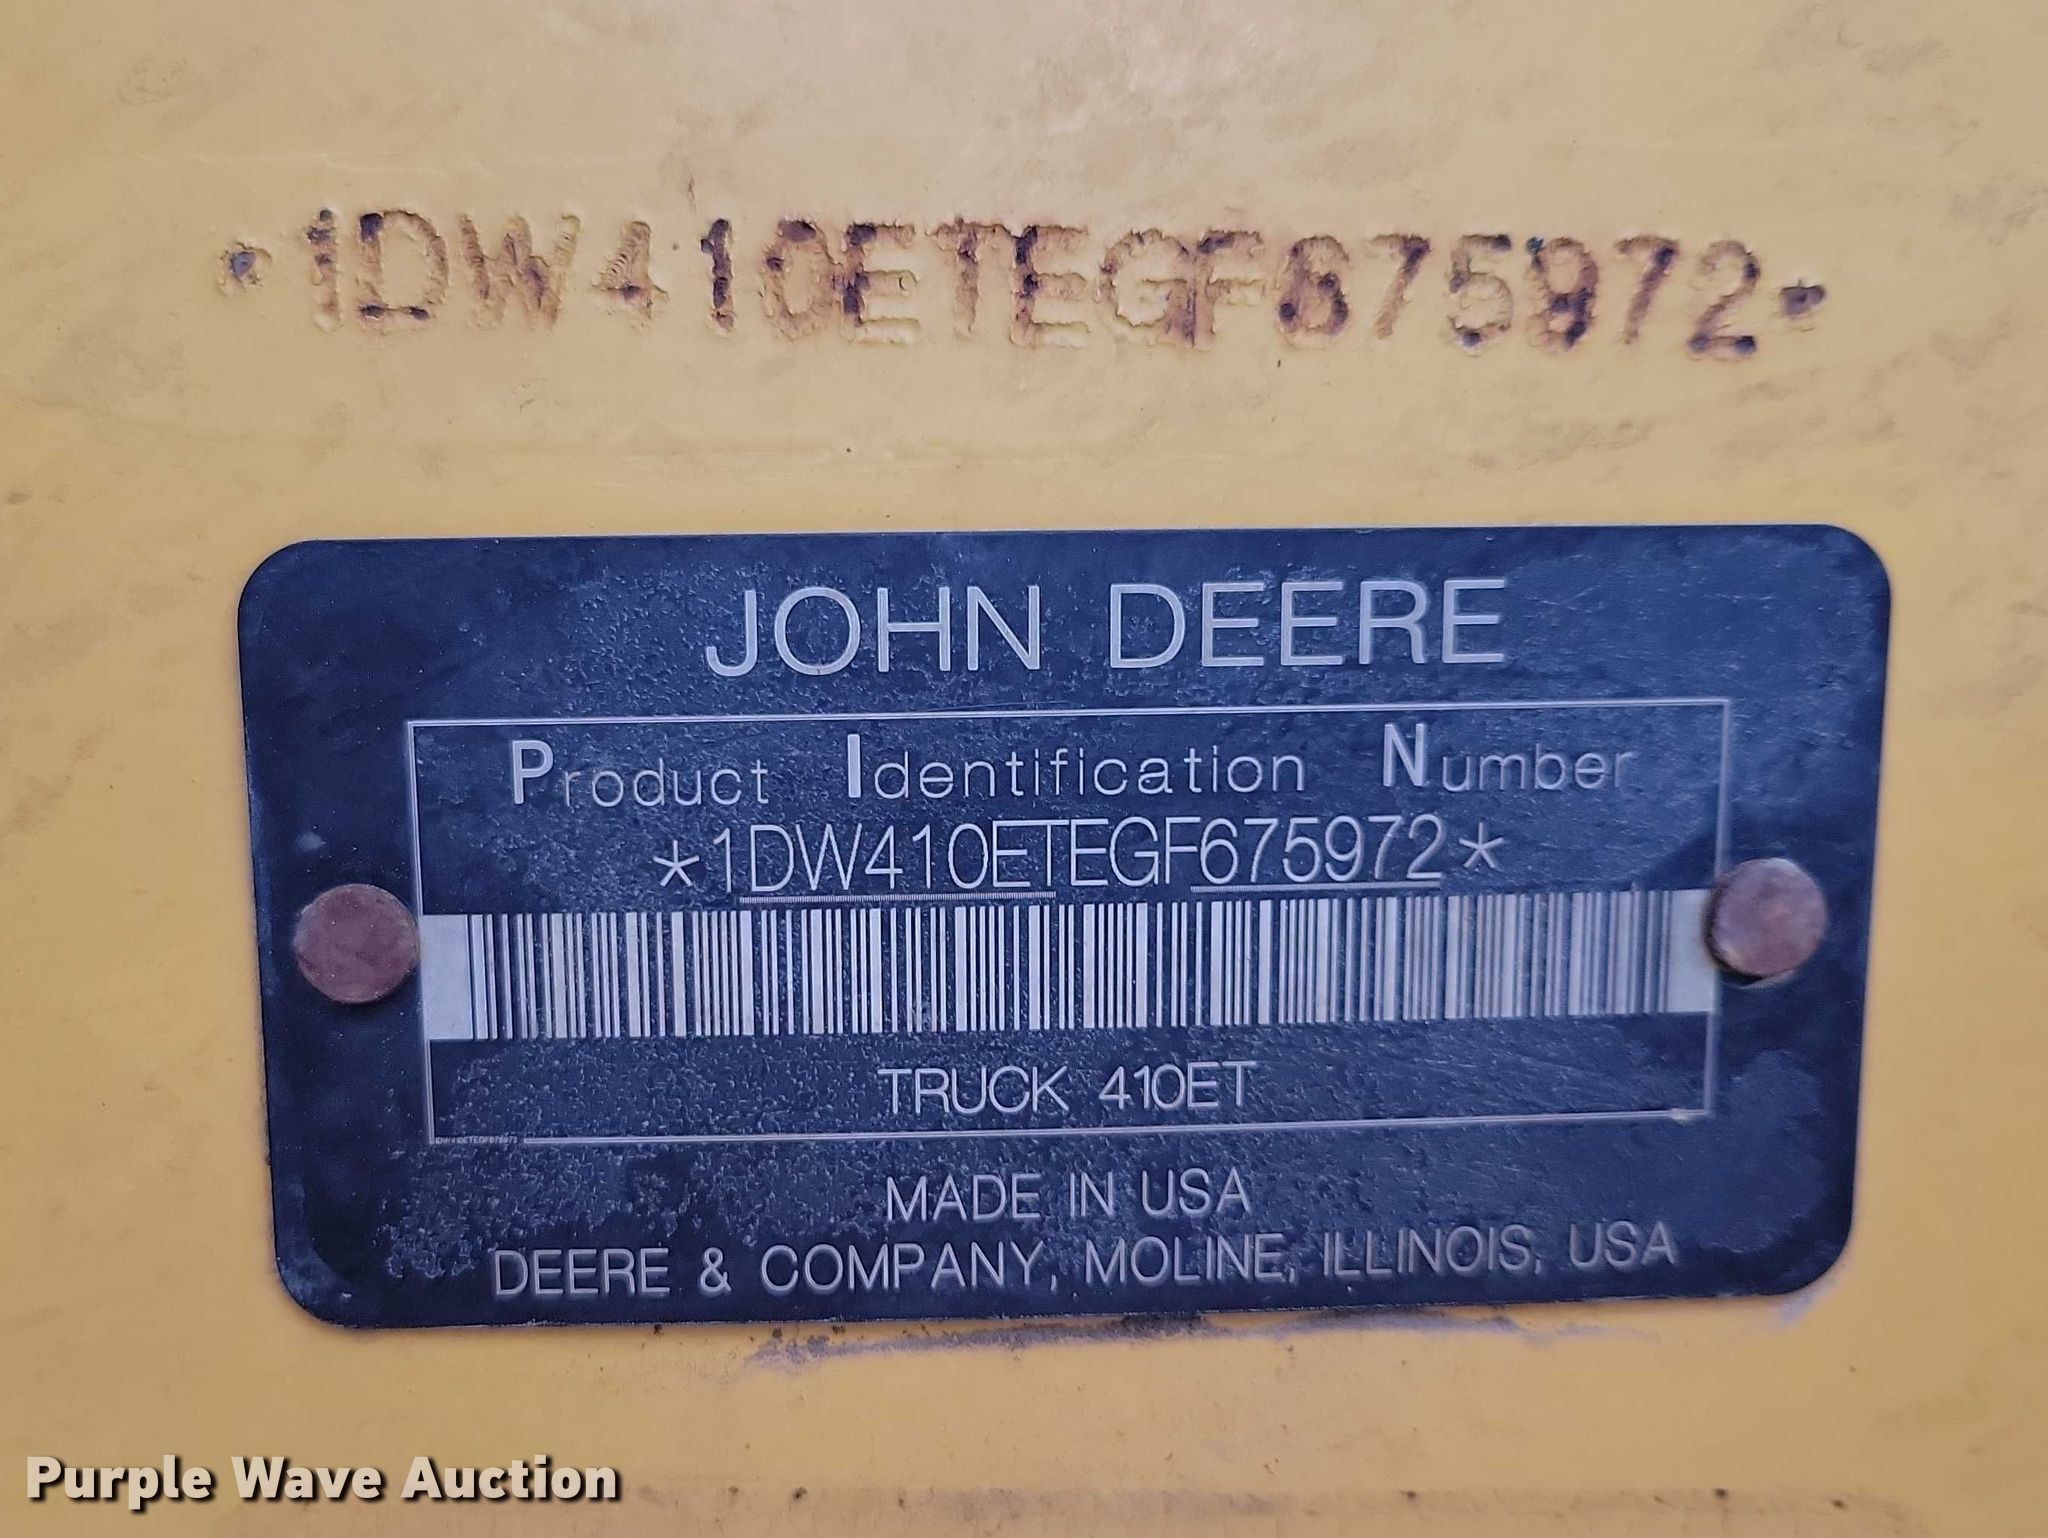 *1DW410ETEGF675972*
JOHN DEERE
Product Identification Number
*1DW410ETEGF675972*
TRUCK 410ET
1DW410ETEGF675972
MADE IN USA
DEERE & COMPANY, MOLINE, ILLINOIS, USA
Purple Wave Auction